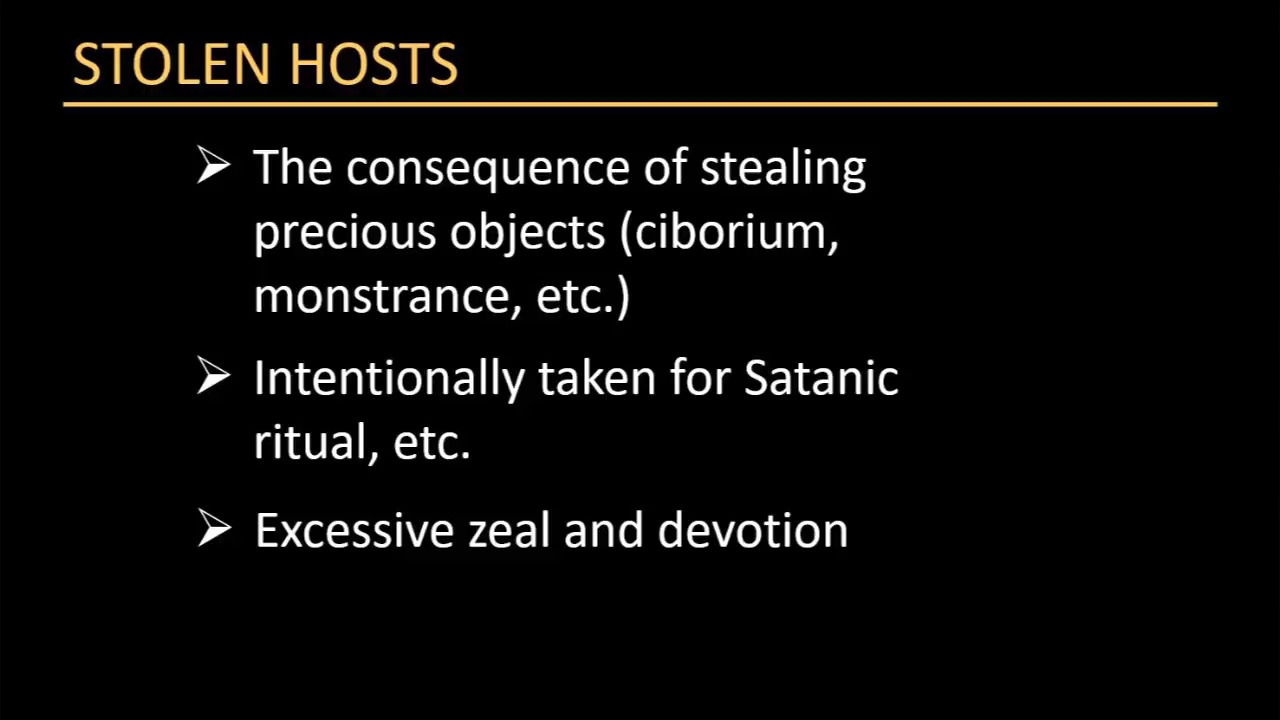 STOLEN HOSTS
➢ The consequence of stealing
precious objects (ciborium,
monstrance, etc.)
➢ Intentionally taken for Satanic
ritual, etc.
➢ Excessive zeal and devotion